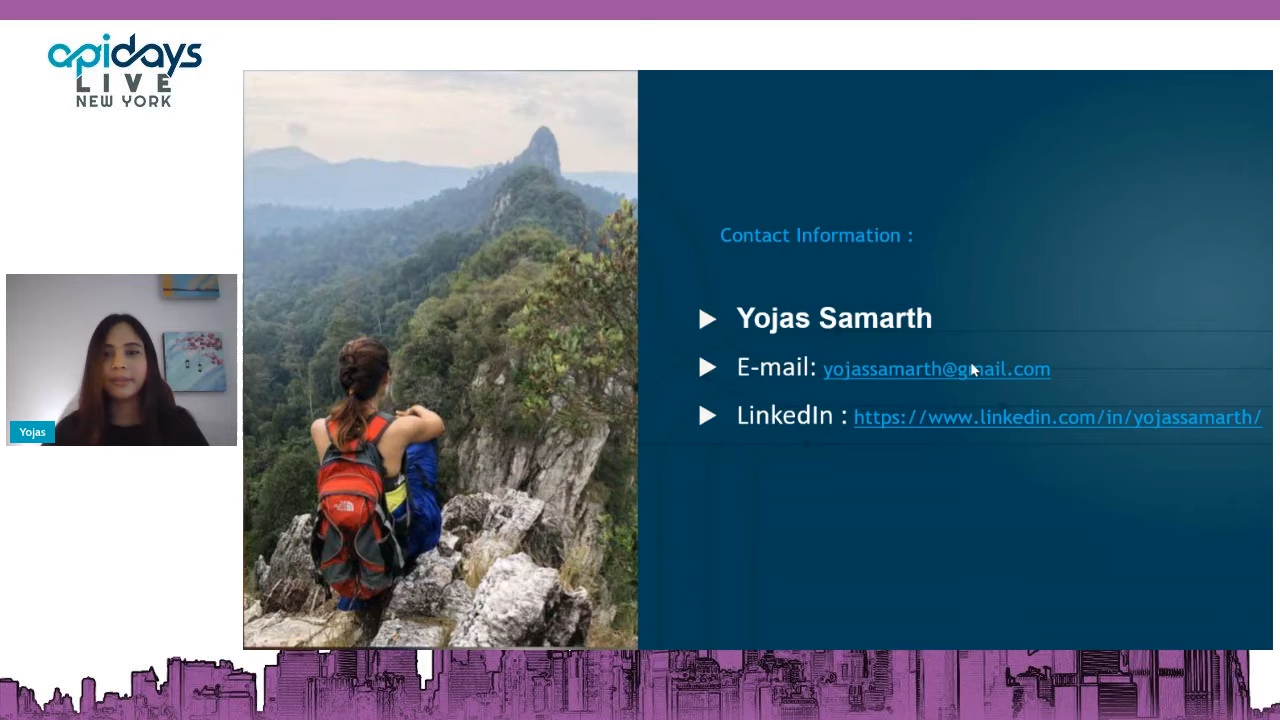 apidays
LIVE
NEW YORK
Contact Information :
Yojas Samarth
E-mail: yojassamarth@gmail.com
LinkedIn : https://www.linkedin.com/in/yojassamarth/
Yojas